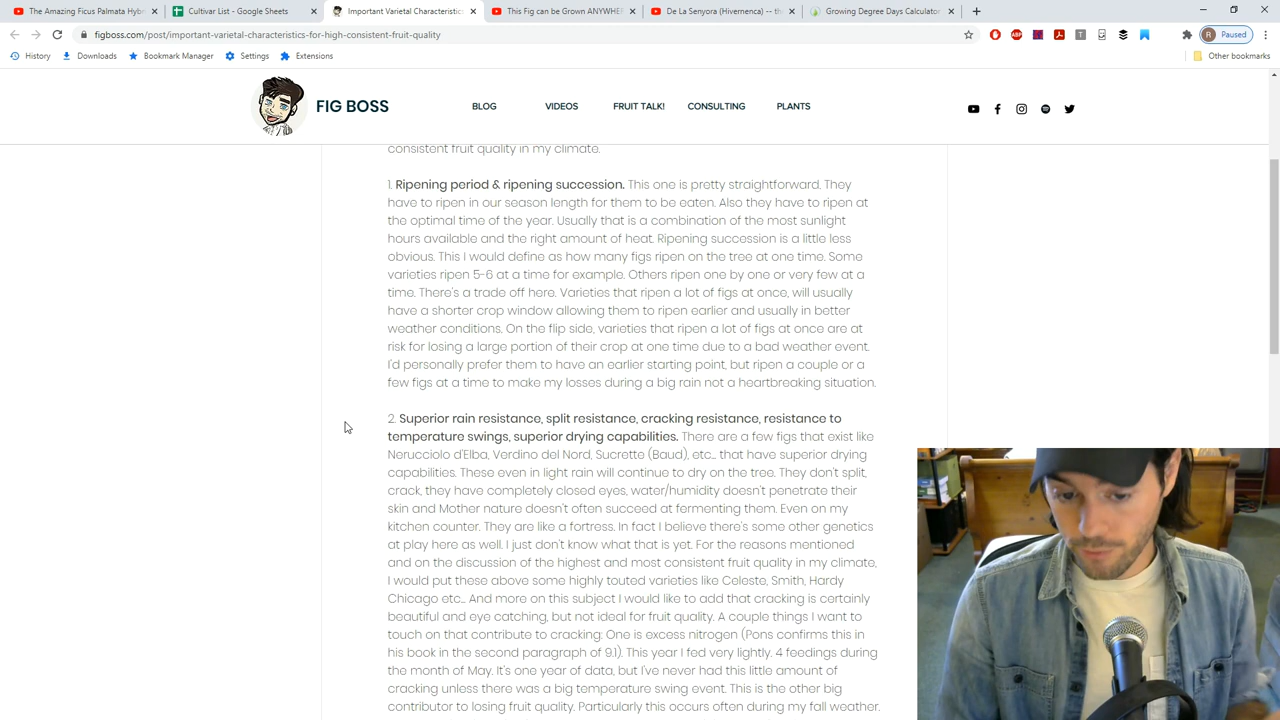 The Amazing Ficus Palmata Hyb
Cultivar List - Google Sheets
Important Varietal Characteristics
This Fig can be Grown ANYWHER
De La Senyora (Hivernenca) -- th
Growing Degree Days Calculator
figboss.com/post/important-varietal-characteristics-for-high-consistent-fruit-quality
ABP
T
R Paused
History Downloads Bookmark Manager Settings Extensions Other bookmarks
FIG BOSS BLOG VIDEOS FRUIT TALK! CONSULTING PLANTS
consistent fruit quality in my climate.
1. Ripening period & ripening succession. This one is pretty straightforward. They
have to ripen in our season length for them to be eaten. Also they have to ripen at
the optimal time of the year. Usually that is a combination of the most sunlight
hours available and the right amount of heat. Ripening succession is a little less
obvious. This I would define as how many figs ripen on the tree at one time. Some
varieties ripen 5-6 at a time for example. Others ripen one by one or very few at a
time. There's a trade off here. Varieties that ripen a lot of figs at once, will usually
have a shorter crop window allowing them to ripen earlier and usually in better
weather conditions. On the flip side, varieties that ripen a lot of figs at once are at
risk for losing a large portion of their crop at one time due to a bad weather event.
I'd personally prefer them to have an earlier starting point, but ripen a couple or a
few figs at a time to make my losses during a big rain not a heartbreaking situation.
2. Superior rain resistance, split resistance, cracking resistance, resistance to
temperature swings, superior drying capabilities. There are a few figs that exist like
Nerucciolo d'Elba, Verdino del Nord, Sucrette (Baud), etc... that have superior drying
capabilities. These even in light rain will continue to dry on the tree. They don't split,
crack, they have completely closed eyes, water/humidity doesn't penetrate their
skin and Mother nature doesn't often succeed at fermenting them. Even on my
kitchen counter. They are like a fortress. In fact I believe there's some other genetics
at play here as well. I just don't know what that is yet. For the reasons mentioned
and on the discussion of the highest and most consistent fruit quality in my climate,
I would put these above some highly touted varieties like Celeste, Smith, Hardy
Chicago etc... And more on this subject I would like to add that cracking is certainly
beautiful and eye catching, but not ideal for fruit quality. A couple things I want to
touch on that contribute to cracking: One is excess nitrogen (Pons confirms this in
his book in the second paragraph of 9.1). This year I fed very lightly. 4 feedings during
the month of May. It's one year of data, but I've never had this little amount of
cracking unless there was a big temperature swing event. This is the other big
contributor to losing fruit quality. Particularly this occurs often during my fall weather.